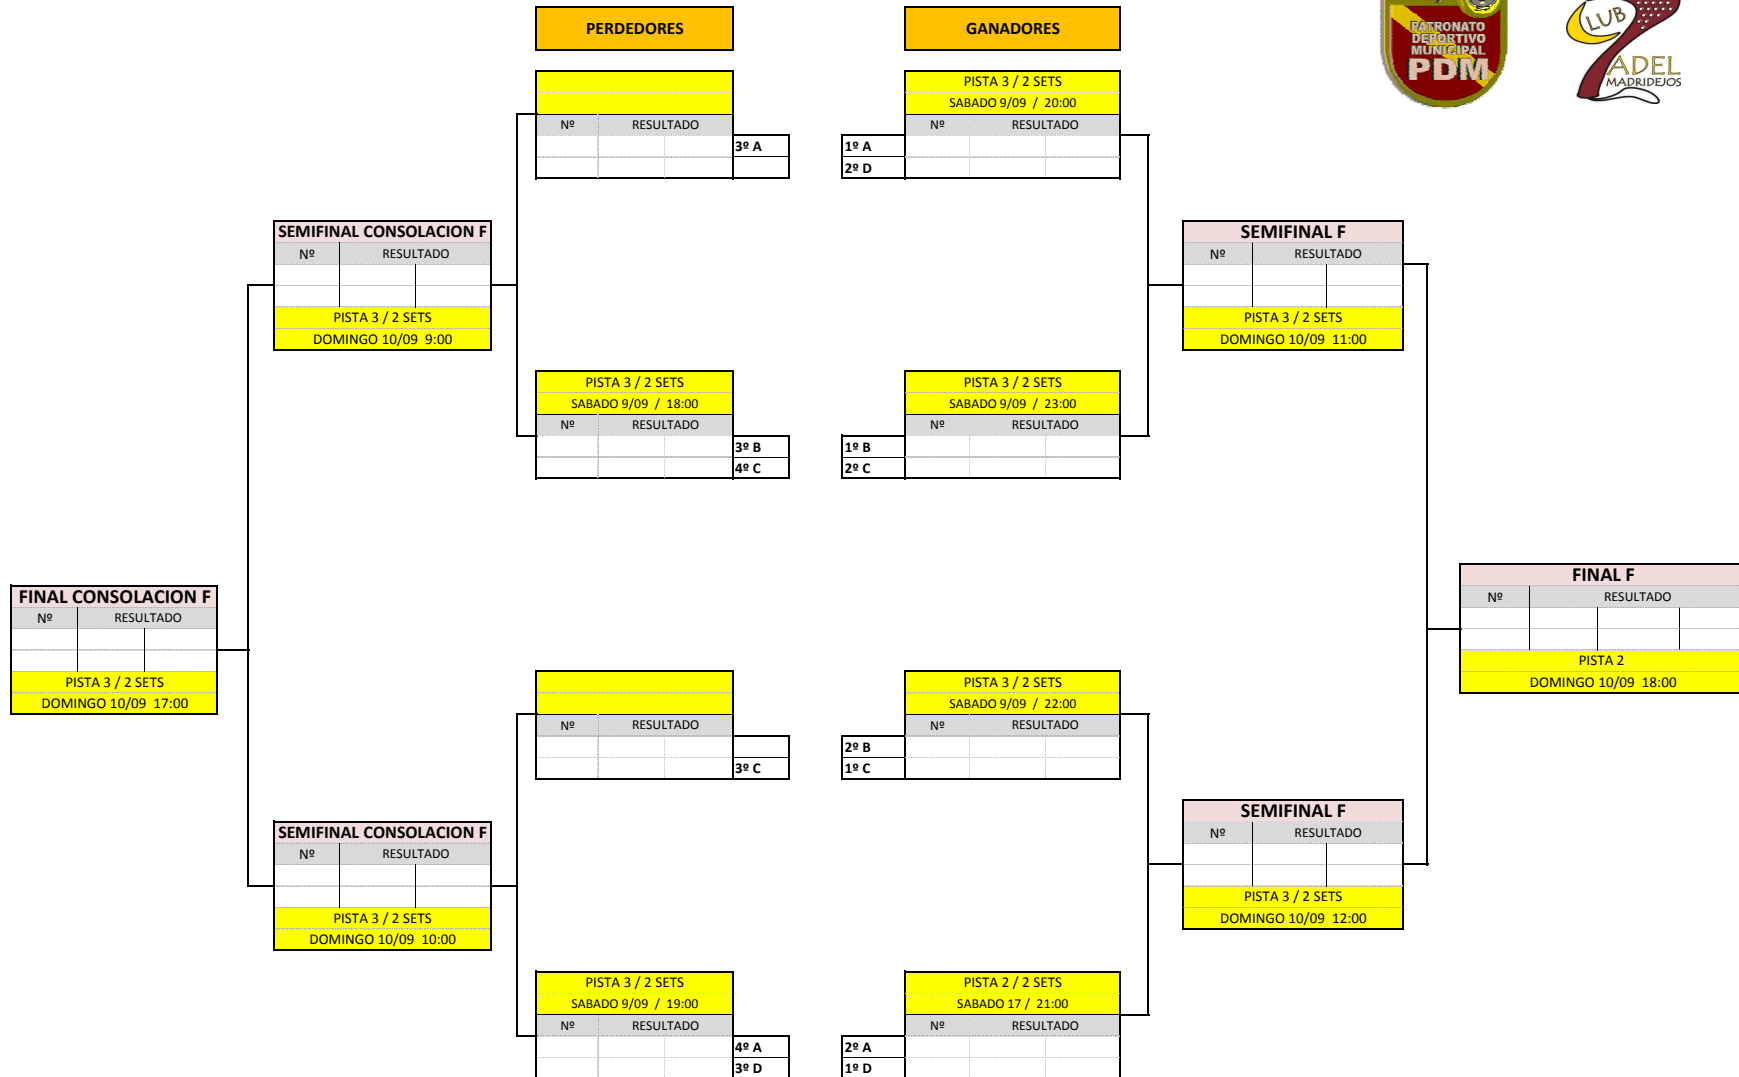 PERDEDORES
GANADORES
PATRONATO
DEPORTIVO
MUNICIPAL
PDM
CLUB
PADEL
MADRIDEJOS
PISTA 3 / 2 SETS
SABADO 9/09 / 20:00
Nº RESULTADO
3º A
Nº RESULTADO
1º A
2º D
SEMIFINAL CONSOLACION F
Nº RESULTADO
PISTA 3 / 2 SETS
DOMINGO 10/09 9:00
SEMIFINAL F
Nº RESULTADO
PISTA 3 / 2 SETS
DOMINGO 10/09 11:00
PISTA 3 / 2 SETS
SABADO 9/09 / 18:00
Nº RESULTADO
3º B
4º C
PISTA 3 / 2 SETS
SABADO 9/09 / 23:00
Nº RESULTADO
1º B
2º C
FINAL CONSOLACION F
Nº RESULTADO
PISTA 3 / 2 SETS
DOMINGO 10/09 17:00
FINAL F
Nº RESULTADO
PISTA 2
DOMINGO 10/09 18:00
Nº RESULTADO
3º C
PISTA 3 / 2 SETS
SABADO 9/09 / 22:00
Nº RESULTADO
2º B
1º C
SEMIFINAL CONSOLACION F
Nº RESULTADO
PISTA 3 / 2 SETS
DOMINGO 10/09 10:00
SEMIFINAL F
Nº RESULTADO
PISTA 3 / 2 SETS
DOMINGO 10/09 12:00
PISTA 3 / 2 SETS
SABADO 9/09 / 19:00
Nº RESULTADO
4º A
3º D
PISTA 2 / 2 SETS
SABADO 17 / 21:00
Nº RESULTADO
2º A
1º D